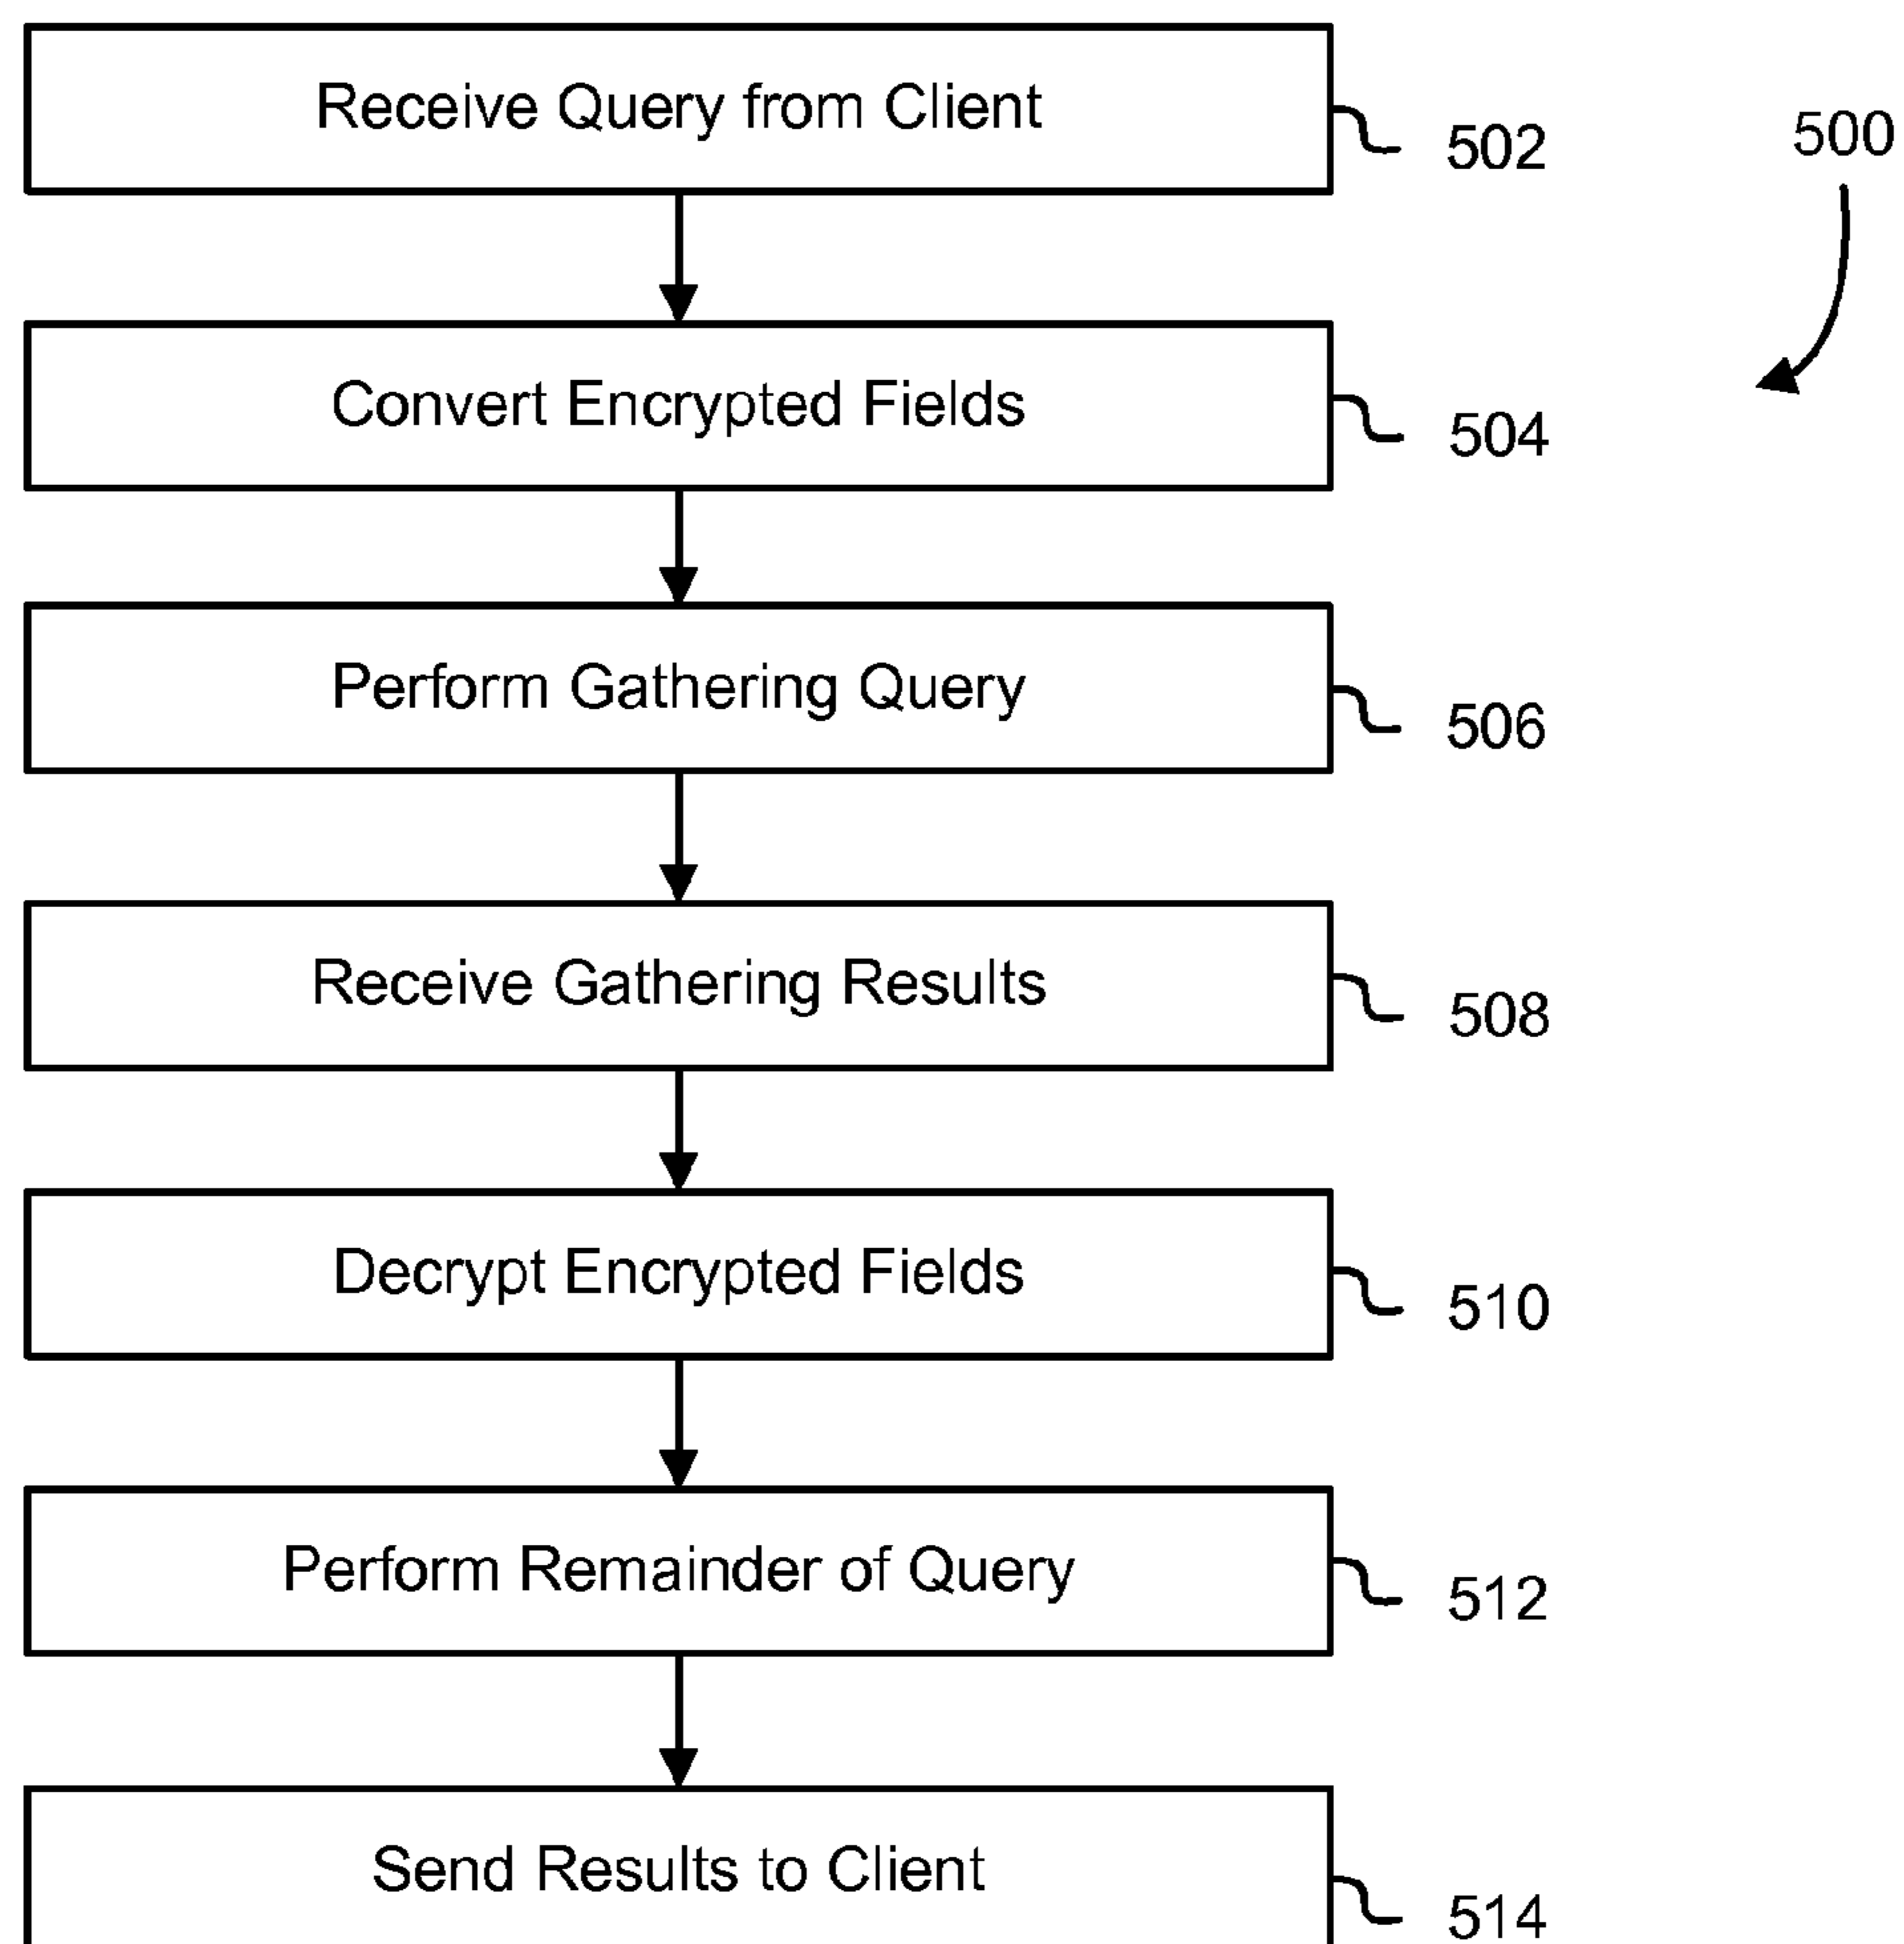 Receive Query from Client
502
500
Convert Encrypted Fields
504
Perform Gathering Query
506
Receive Gathering Results
508
Decrypt Encrypted Fields
510
Perform Remainder of Query
512
Send Results to Client
514